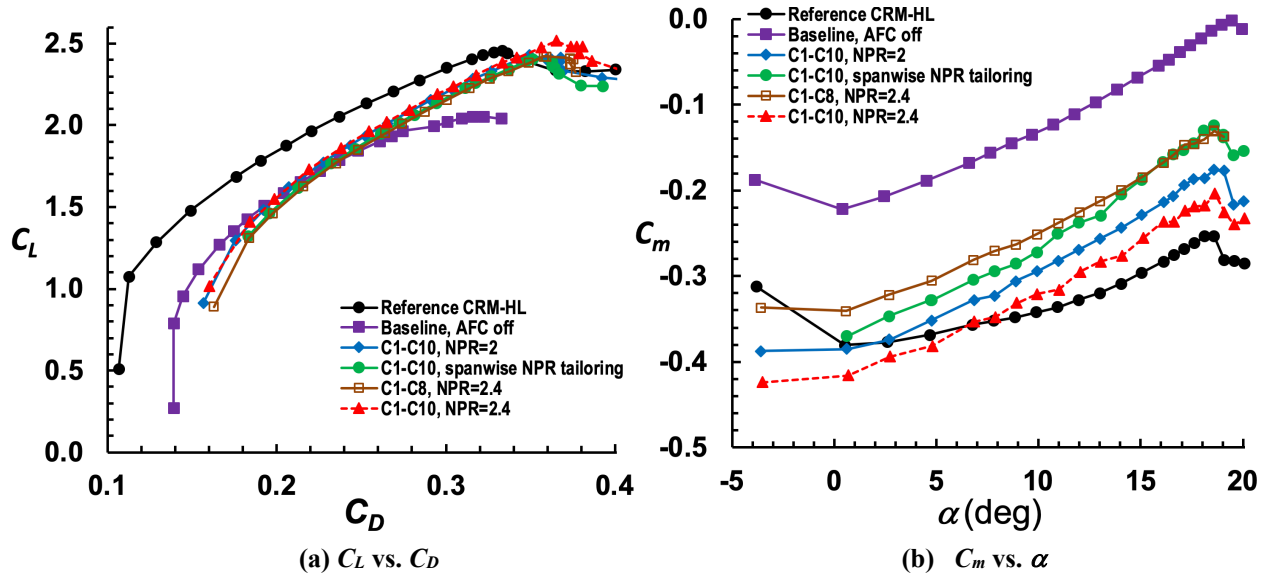 2.5
2.0
1.5
1.0
0.5
0.0
C_L
0.1
0.2
0.3
0.4
C_D
Reference CRM-HL
Baseline, AFC off
C1-C10, NPR=2
C1-C10, spanwise NPR tailoring
C1-C8, NPR=2.4
C1-C10, NPR=2.4
(a) C_L vs. C_D
0.0
-0.1
-0.2
-0.3
-0.4
-0.5
C_m
-5
0
5
10
15
20
α (deg)
Reference CRM-HL
Baseline, AFC off
C1-C10, NPR=2
C1-C10, spanwise NPR tailoring
C1-C8, NPR=2.4
C1-C10, NPR=2.4
(b) C_m vs. α